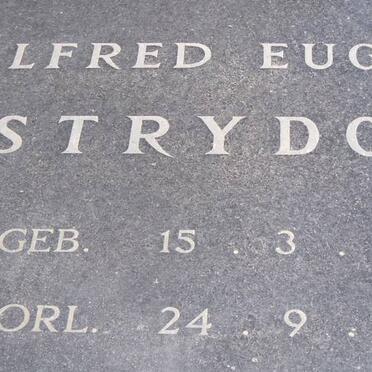 LFRED EUG
STRYDO
GEB. 15 . 3 .
ORL. 24 . 9 .